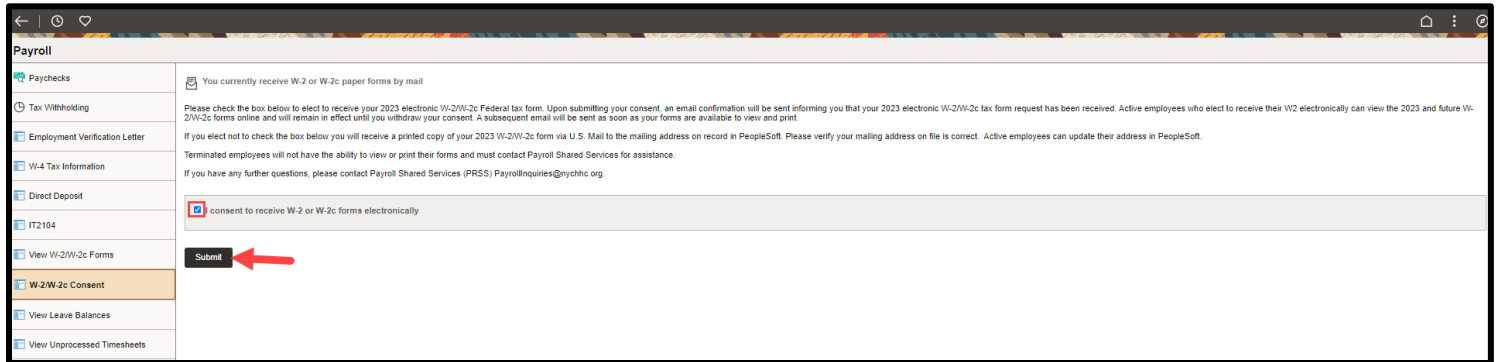 Payroll
Paychecks
Tax Withholding
Employment Verification Letter
W-4 Tax Information
Direct Deposit
IT2104
View W-2/W-2c Forms
W-2/W-2c Consent
View Leave Balances
View Unprocessed Timesheets
You currently receive W-2 or W-2c paper forms by mail
Please check the box below to elect to receive your 2023 electronic W-2/W-2c Federal tax form. Upon submitting your consent, an email confirmation will be sent informing you that your 2023 electronic W-2/W-2c tax form request has been received. Active employees who elect to receive their W2 electronically can view the 2023 and future W-
2/W-2c forms online and will remain in effect until you withdraw your consent. A subsequent email will be sent as soon as your forms are available to view and print.
If you elect not to check the box below you will receive a printed copy of your 2023 W-2/W-2c form via U.S. Mail to the mailing address on record in PeopleSoft. Please verify your mailing address on file is correct. Active employees can update their address in PeopleSoft.
Terminated employees will not have the ability to view or print their forms and must contact Payroll Shared Services for assistance.
If you have any further questions, please contact Payroll Shared Services (PRSS) PayrollInquiries@nychhc.org.
I consent to receive W-2 or W-2c forms electronically
Submit